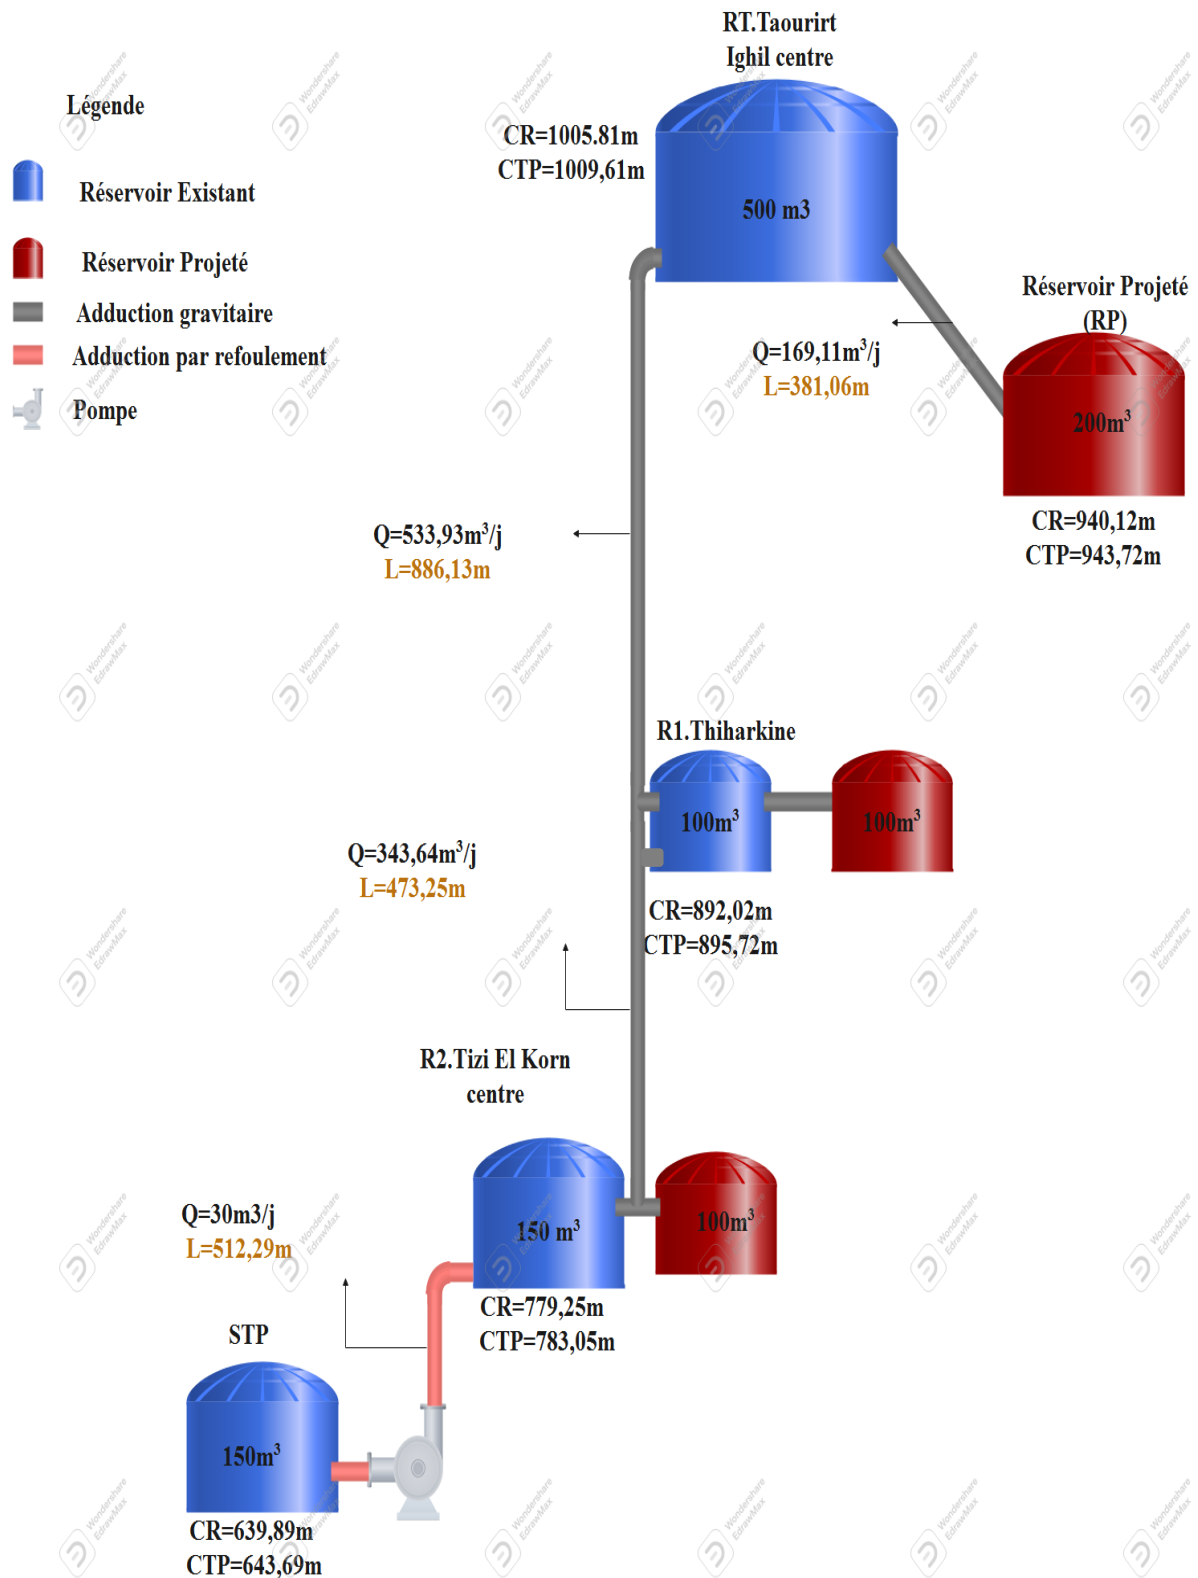 RT.Taourirt
Ighil centre
Légende
CR=1005.81m
CTP=1009,61m
500 m3
Réservoir Existant
Réservoir Projeté
Adduction gravitaire
Adduction par refoulement
Pompe
Réservoir Projeté
(RP)
Q=169,11m³/j
L=381,06m
200m³
CR=940,12m
CTP=943,72m
Q=533,93m³/j
L=886,13m
R1.Thiharkine
100m³
100m³
Q=343,64m³/j
L=473,25m
CR=892,02m
CTP=895,72m
R2.Tizi El Korn
centre
150 m³
100m³
Q=30m3/j
L=512,29m
CR=779,25m
CTP=783,05m
STP
150m³
CR=639,89m
CTP=643,69m
Wondershare
EdrawMax